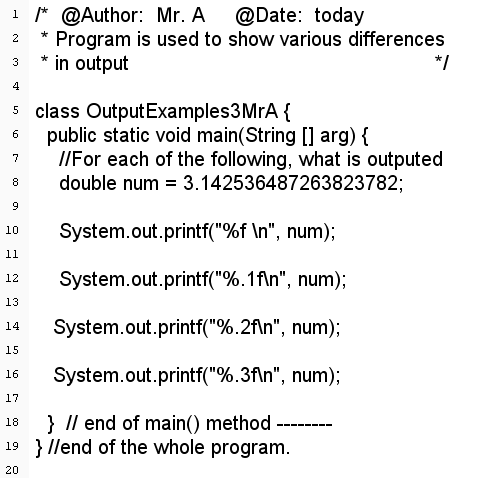 1 /*  @Author:  Mr. A     @Date:  today
2  * Program is used to show various differences
3  * in output                                                        */
4
5 class OutputExamples3MrA {
6   public static void main(String [] arg) {
7     //For each of the following, what is outputed
8     double num = 3.142536487263823782;
9
10     System.out.printf("%f \n", num);
11
12     System.out.printf("%.1f\n", num);
13
14    System.out.printf("%.2f\n", num);
15
16    System.out.printf("%.3f\n", num);
17
18   }  // end of main() method --------
19 } //end of the whole program.
20